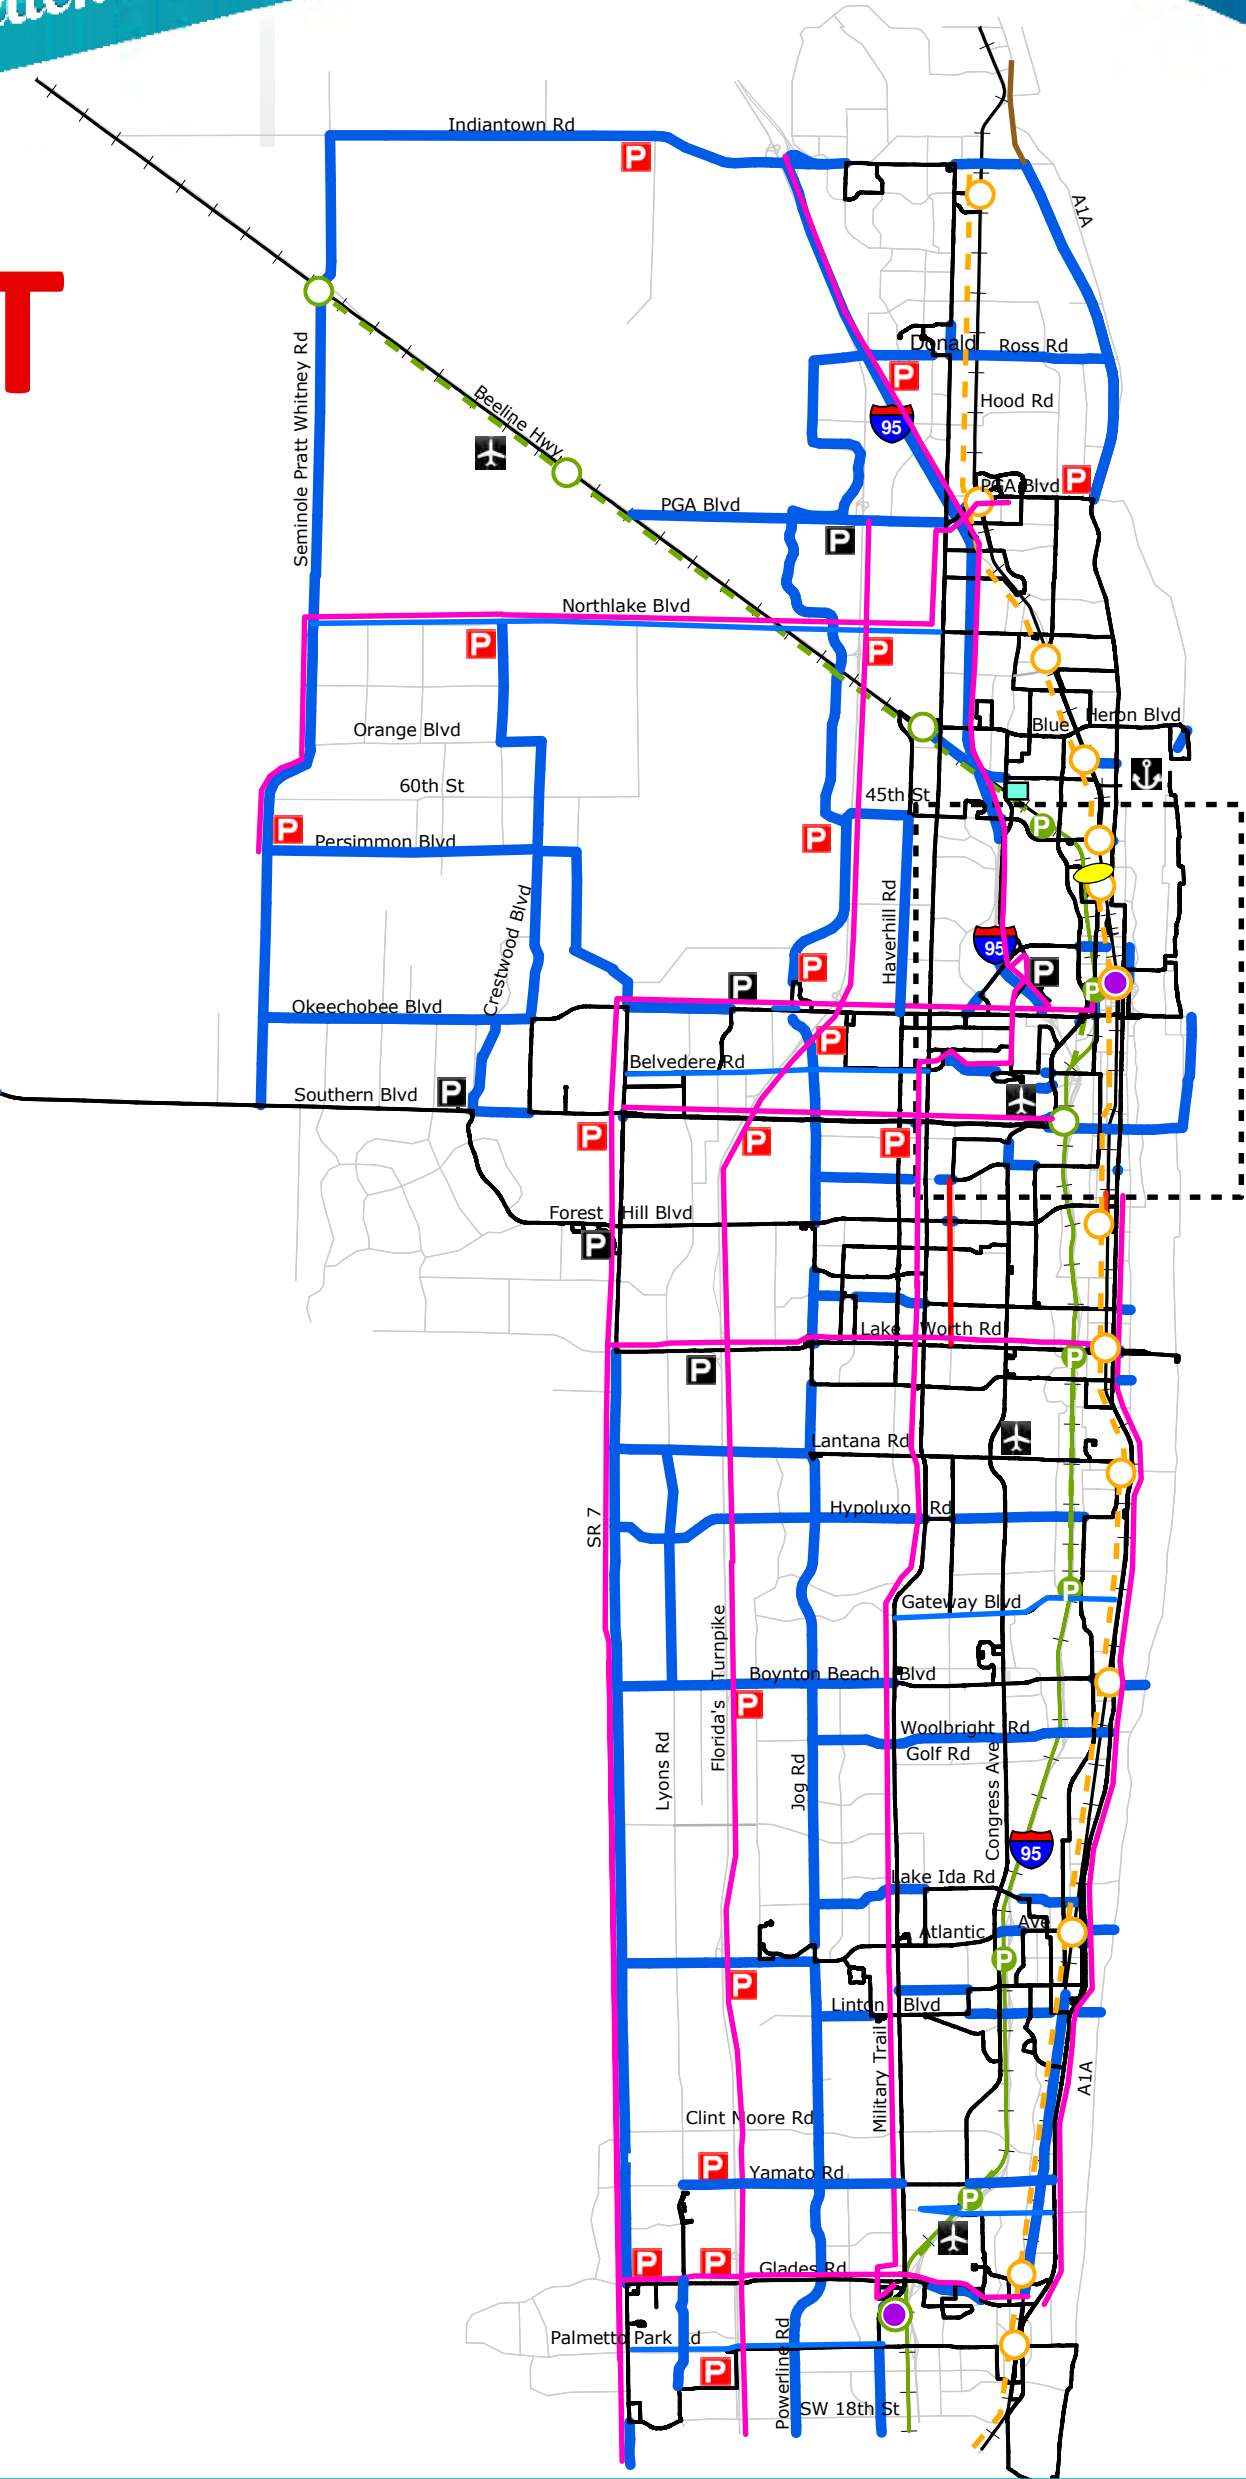 T
Indiantown Rd
P
A1A
Donald Ross Rd
Seminole Pratt Whitney Rd
P
Hood Rd
95
Beeline Hwy
P
PGA Blvd
PGA Blvd
P
Northlake Blvd
P
P
Orange Blvd
Blue Heron Blvd
60th St
45th St
P
P
P
Persimmon Blvd
Haverhill Rd
Crestwood Blvd
95
P
P
P
P
Okeechobee Blvd
P
Belvedere Rd
Southern Blvd
P
P
P
P
Forest Hill Blvd
P
Lake Worth Rd
P
P
Lantana Rd
Hypoluxo Rd
SR 7
P
Gateway Blvd
Florida's Turnpike
Boynton Beach Blvd
P
Woolbright Rd
Golf Rd
Lyons Rd
Jog Rd
Congress Ave
95
Lake Ida Rd
Atlantic Ave
P
P
Linton Blvd
Military Trail
A1A
Clint Moore Rd
P
Yamato Rd
P
P
P
Glades Rd
Palmetto Park Rd
P
Powerline Rd
SW 18th St